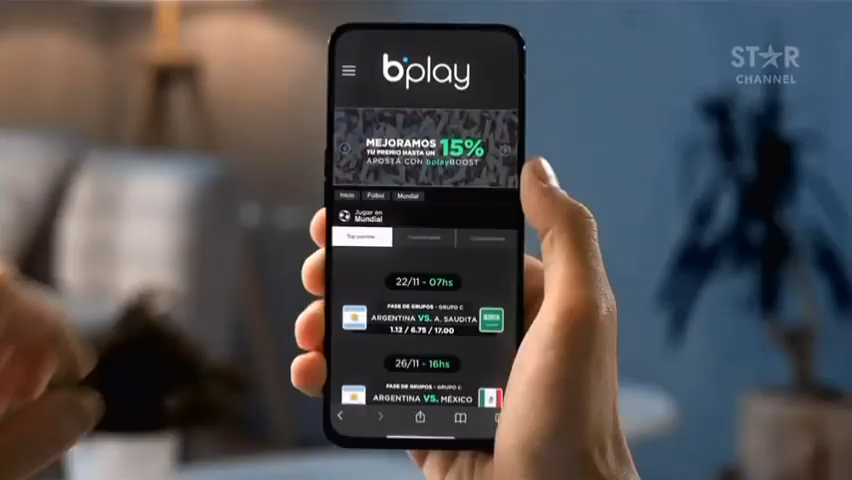 STAR
CHANNEL
bplay
MEJORAMOS
TU PREMIO HASTA UN 15%
APOSTÁ CON bplayBOOST
Inicio Fútbol Mundial
Jugar en
Mundial
Top eventos
22/11 - 07hs
FASE DE GRUPOS - GRUPO C
ARGENTINA VS. A. SAUDITA
1.12 / 6.75 / 17.00
26/11 - 16hs
FASE DE GRUPOS - GRUPO C
ARGENTINA VS. MÉXICO